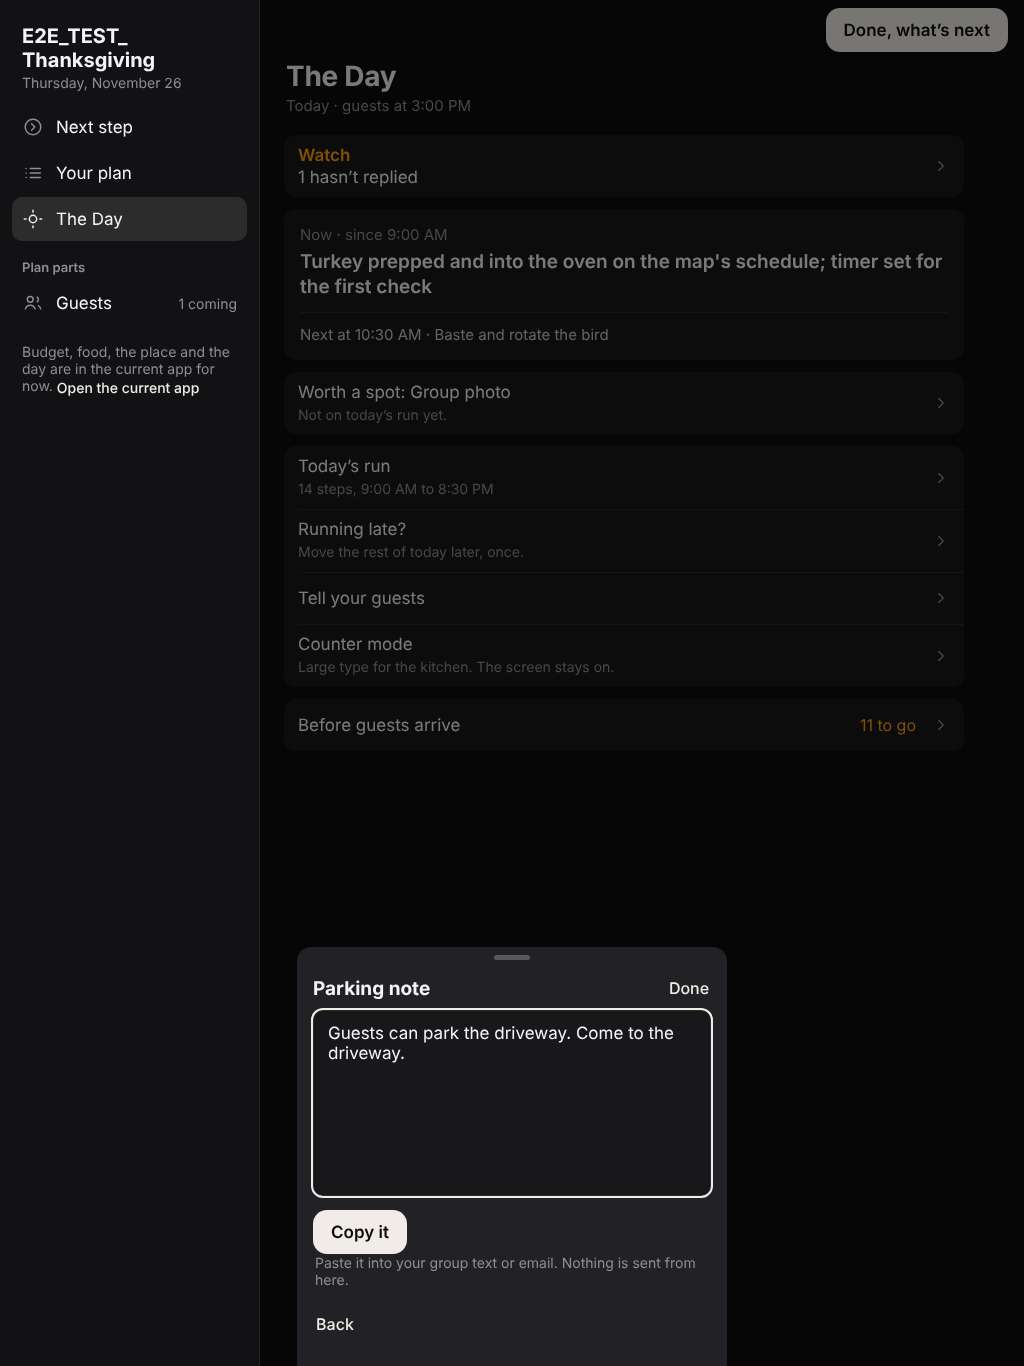 E2E_TEST_
Thanksgiving
Thursday, November 26
Next step
Your plan
The Day
Plan parts
Guests
1 coming
Budget, food, the place and the
day are in the current app for
now. Open the current app
Done, what's next
The Day
Today · guests at 3:00 PM
Watch
1 hasn't replied
Now · since 9:00 AM
Turkey prepped and into the oven on the map's schedule; timer set for
the first check
Next at 10:30 AM · Baste and rotate the bird
Worth a spot: Group photo
Not on today's run yet.
Today's run
14 steps, 9:00 AM to 8:30 PM
Running late?
Move the rest of today later, once.
Tell your guests
Counter mode
Large type for the kitchen. The screen stays on.
Before guests arrive
11 to go
Parking note
Done
Guests can park the driveway. Come to the
driveway.
Copy it
Paste it into your group text or email. Nothing is sent from
here.
Back